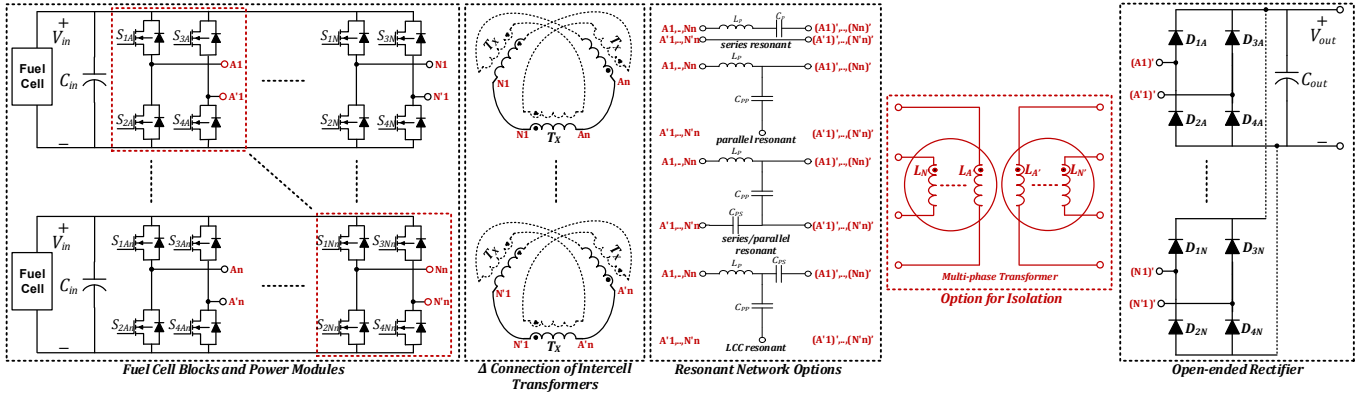 Fuel Cell
+
V_in
−
C_in
S_1A
S_3A
S_2A
S_4A
A1
A'1
S_1N
S_3N
S_2N
S_4N
N1
N'1
Fuel Cell
+
V_in
−
C_in
S_1An
S_3An
S_2An
S_4An
An
A'n
S_1Nn
S_3Nn
S_2Nn
S_4Nn
Nn
N'n
Fuel Cell Blocks and Power Modules
T_X
T_X
N1
An
N1
An
T_X
T_X
T_X
N'1
A'n
N'1
A'n
T_X
Δ Connection of Intercell
Transformers
L_P
C_P
A1,..,Nn
(A1)',..,(Nn)'
A'1,..,N'n
(A'1)',..,(N'n)'
series resonant
L_P
A1,..,Nn
(A1)',..,(Nn)'
C_PP
A'1,..,N'n
(A'1)',..,(N'n)'
parallel resonant
L_P
A1,..,Nn
(A1)',..,(Nn)'
C_PP
C_PS
A'1,..,N'n
(A'1)',..,(N'n)'
series/parallel
resonant
L_P
C_PS
A1,..,Nn
(A1)',..,(Nn)'
C_PP
A'1,..,N'n
(A'1)',..,(N'n)'
LCC resonant
Resonant Network Options
L_N
L_A
L_A'
L_N'
Multi-phase Transformer
Option for Isolation
D_1A
D_3A
(A1)'
(A'1)'
D_2A
D_4A
+
V_out
C_out
−
D_1N
D_3N
(N1)'
(N'1)'
D_2N
D_4N
Open-ended Rectifier